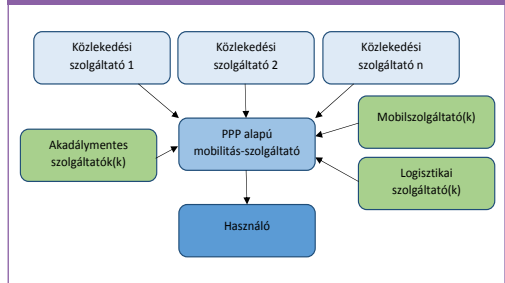 Közlekedési
szolgáltató 1
Közlekedési
szolgáltató 2
Közlekedési
szolgáltató n
Akadálymentes
szolgáltatók(k)
PPP alapú
mobilitás-szolgáltató
Mobilszolgáltató(k)
Logisztikai
szolgáltató(k)
Használó